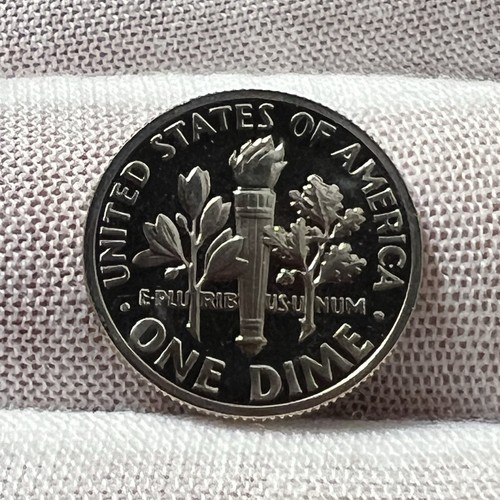 UNITED STATES OF AMERICA
E·PLURIBUS·UNUM
· ONE DIME ·